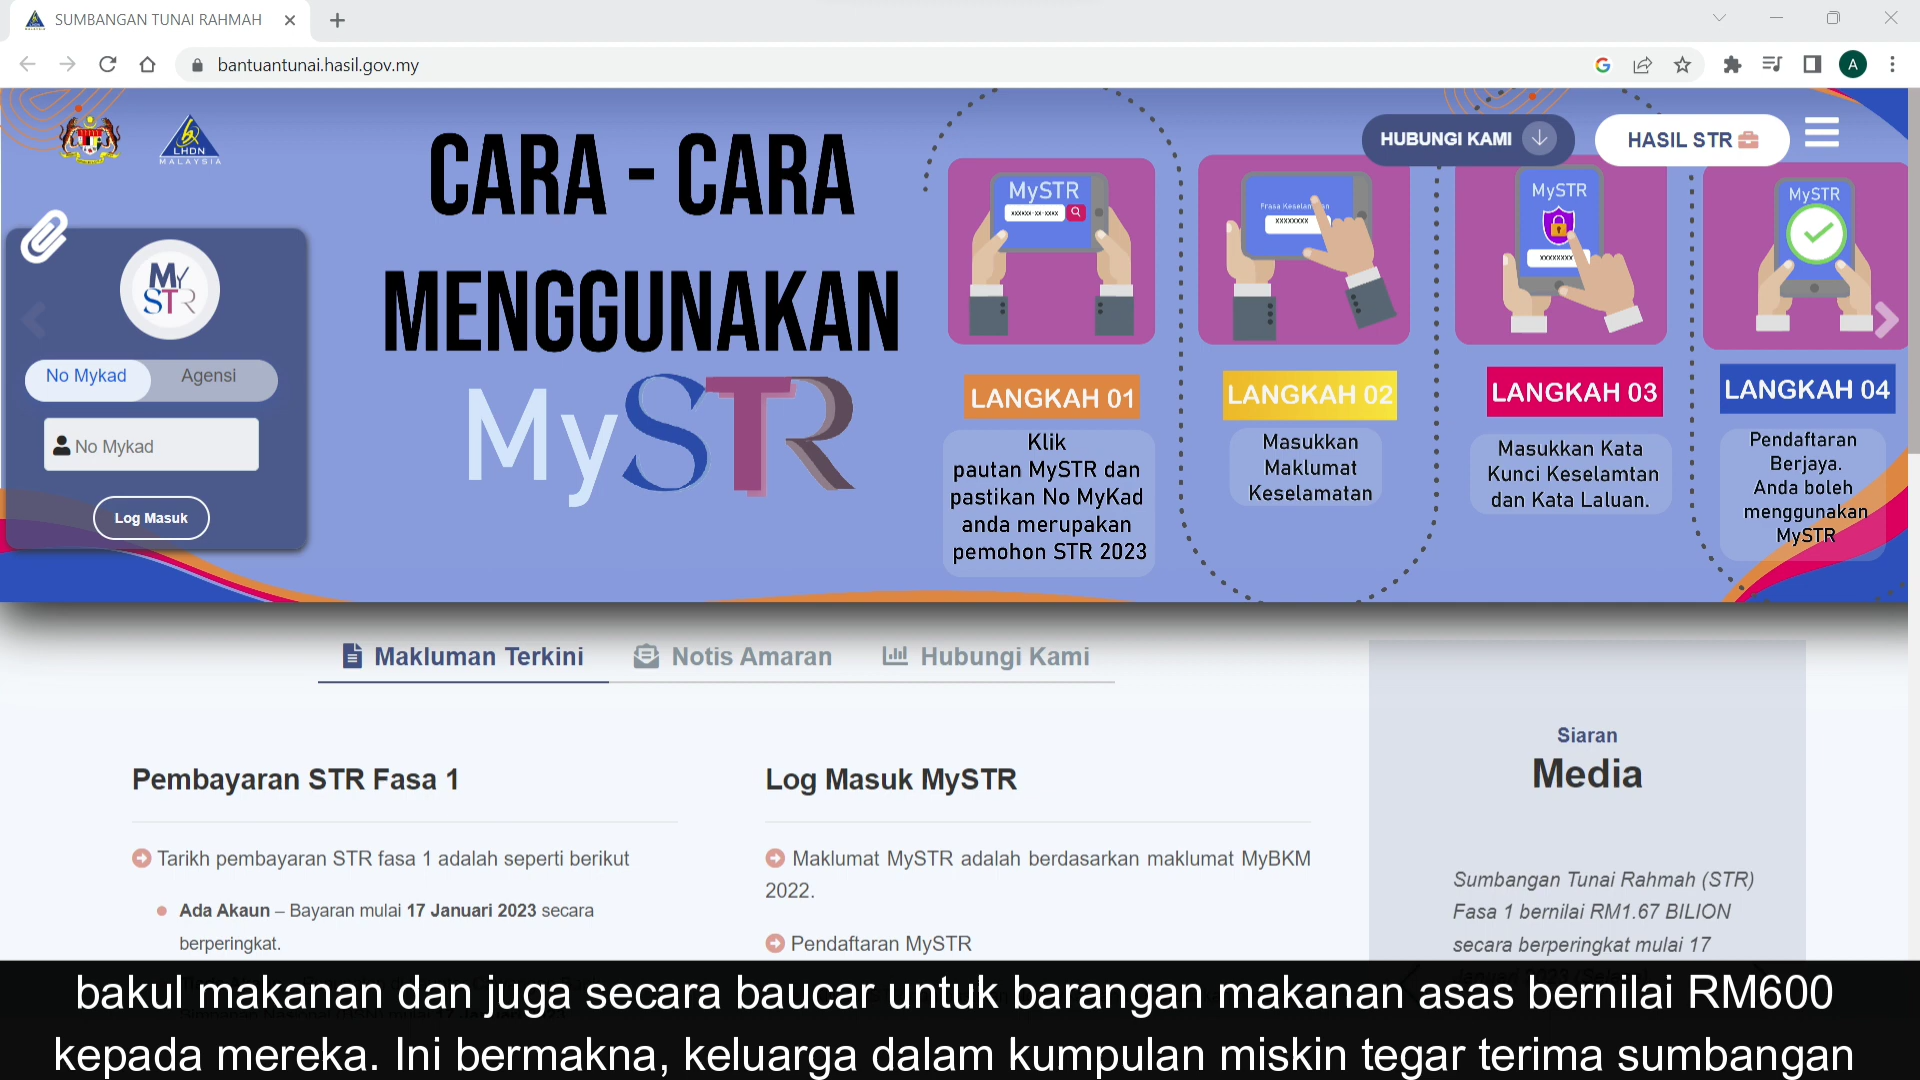 SUMBANGAN TUNAI RAHMAH
bantuantunai.hasil.gov.my
A
LHDN
MALAYSIA
CARA - CARA
MENGGUNAKAN
MySTR
HUBUNGI KAMI
HASIL STR
MySTR
No Mykad
Agensi
No Mykad
Log Masuk
MySTR
xxxxxx-xx-xxxx
LANGKAH 01
Klik
pautan MySTR dan
pastikan No MyKad
anda merupakan
pemohon STR 2023
xxxxxxxx
LANGKAH 02
Masukkan
Maklumat
Keselamatan
MySTR
xxxxxxxx
LANGKAH 03
Masukkan Kata
Kunci Keselamtan
dan Kata Laluan.
MySTR
LANGKAH 04
Pendaftaran
Berjaya.
Anda boleh
menggunakan
MySTR
Makluman Terkini
Notis Amaran
Hubungi Kami
Pembayaran STR Fasa 1
Tarikh pembayaran STR fasa 1 adalah seperti berikut
Ada Akaun – Bayaran mulai 17 Januari 2023 secara
berperingkat.
Log Masuk MySTR
Maklumat MySTR adalah berdasarkan maklumat MyBKM
2022.
Pendaftaran MySTR
Siaran
Media
Sumbangan Tunai Rahmah (STR)
Fasa 1 bernilai RM1.67 BILION
secara berperingkat mulai 17
bakul makanan dan juga secara baucar untuk barangan makanan asas bernilai RM600
kepada mereka. Ini bermakna, keluarga dalam kumpulan miskin tegar terima sumbangan